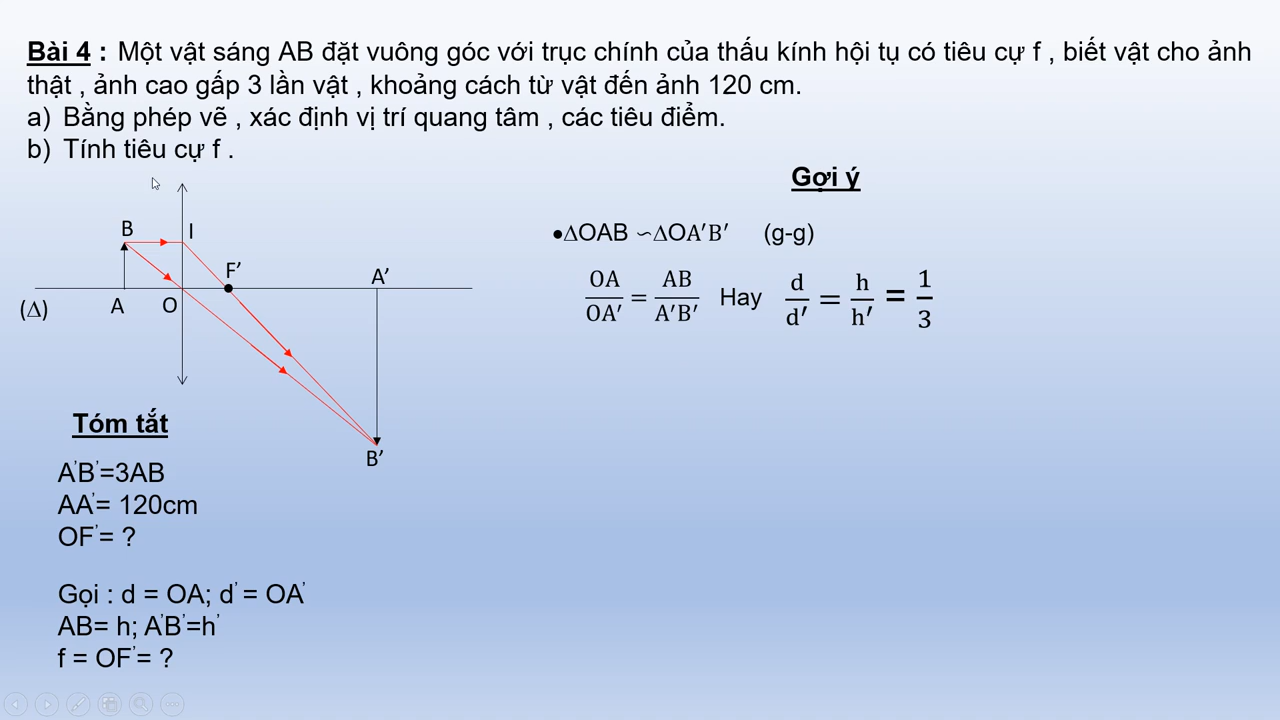 Bài 4 : Một vật sáng AB đặt vuông góc với trục chính của thấu kính hội tụ có tiêu cự f , biết vật cho ảnh
thật , ảnh cao gấp 3 lần vật , khoảng cách từ vật đến ảnh 120 cm.
a) Bằng phép vẽ , xác định vị trí quang tâm , các tiêu điểm.
b) Tính tiêu cự f .
Gợi ý
B I
F’ A’
(Δ) A O
B’
•∆OAB ∽∆OA′B′ (g-g)
OA/OA′ = AB/A′B′ Hay d/d′ = h/h′ = 1/3
Tóm tắt
A’B’=3AB
AA’= 120cm
OF’= ?
Gọi : d = OA; d’ = OA’
AB= h; A’B’=h’
f = OF’= ?